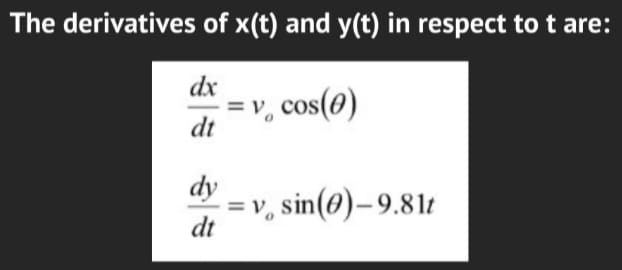 The derivatives of x(t) and y(t) in respect to t are:
dx/dt = vₒ cos(θ)
dy/dt = vₒ sin(θ)–9.81t